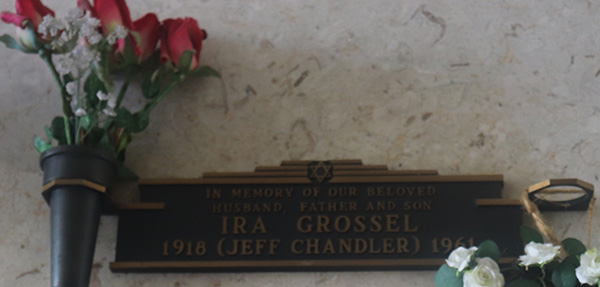 IN MEMORY OF OUR BELOVED
HUSBAND, FATHER AND SON
IRA GROSSEL
1918 (JEFF CHANDLER) 1961